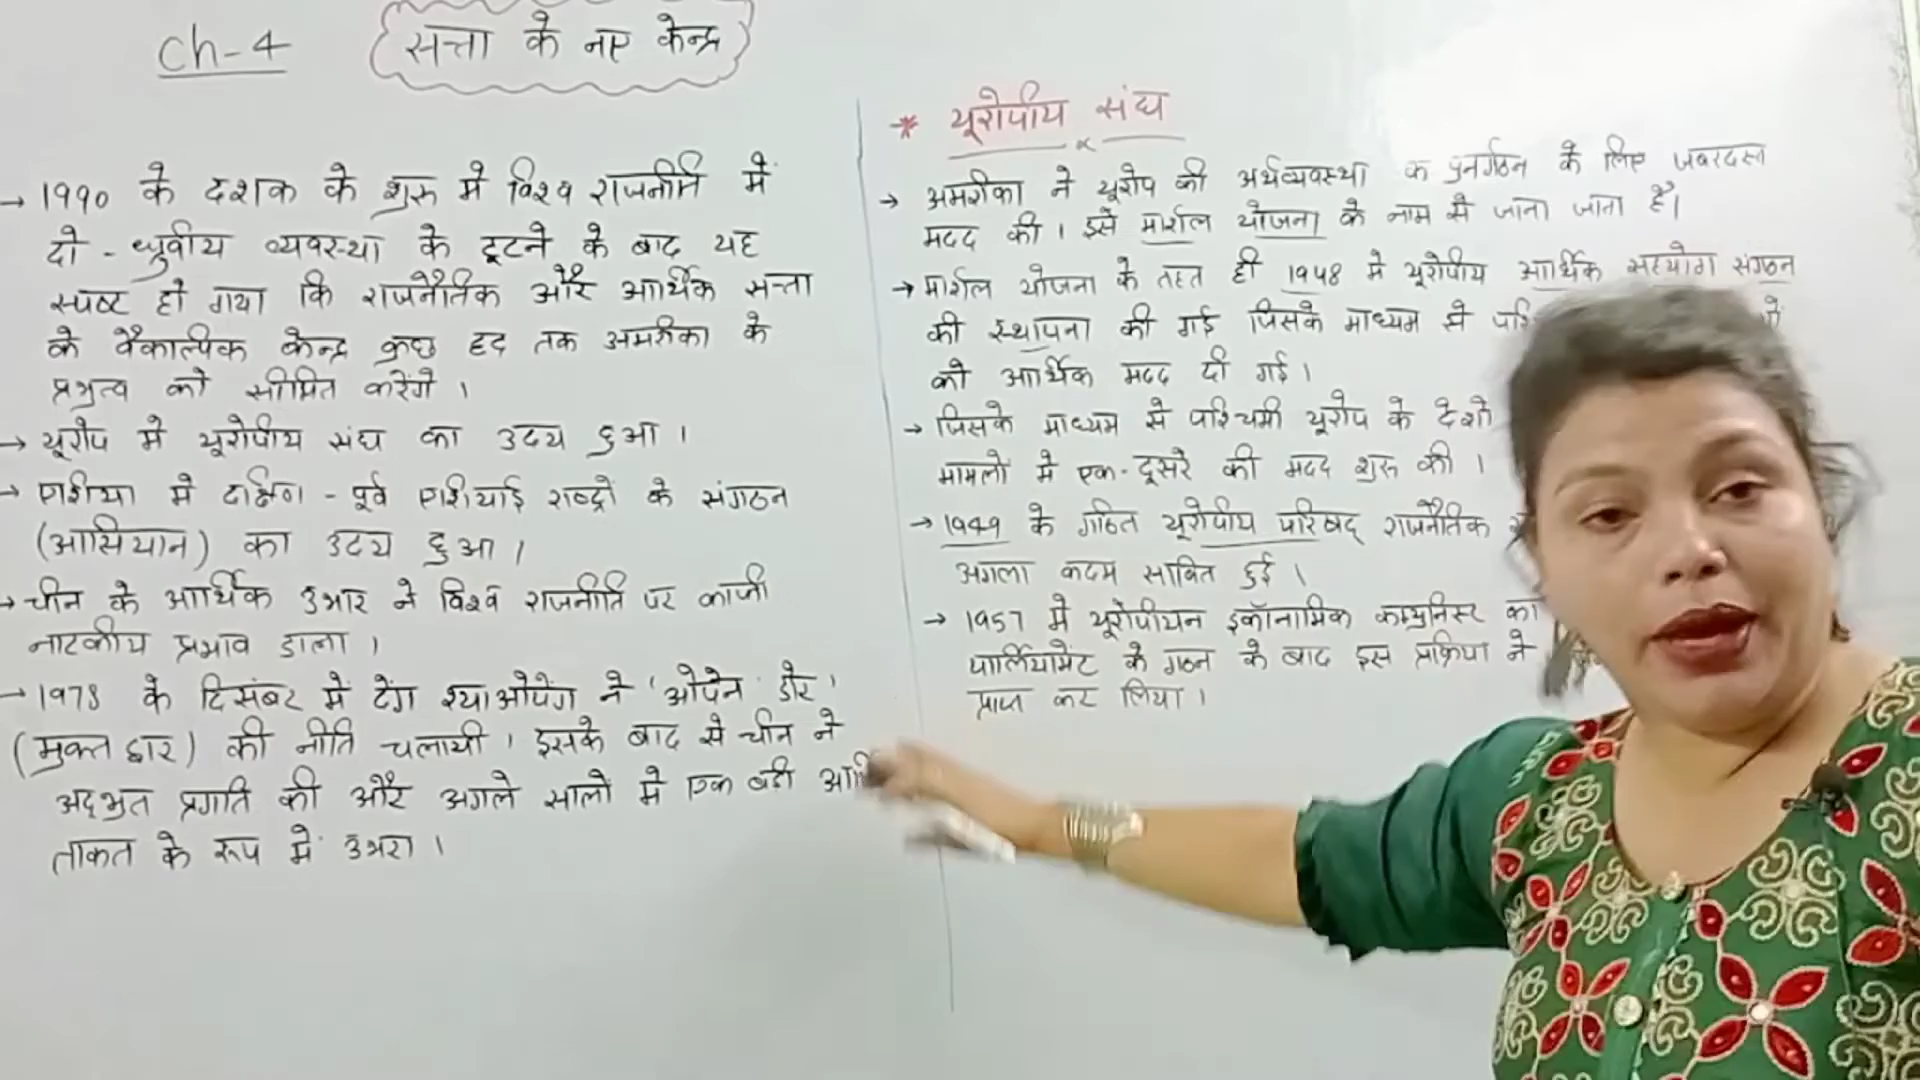 Ch-4 सत्ता के नए केन्द्र
→ 1990 के दशक के शुरु मे विश्व राजनीति में
दो - ध्रुवीय व्यवस्था के टूटने के बाद यह
स्पष्ट हो गया कि राजनैतिक और आर्थिक सत्ता
के वैकाल्पिक केन्द्र कुछ हद तक अमरीका के
प्रभुत्व को सीमित करेंगे ।
→ यूरोप मे यूरोपीय संघ का उदय हुआ ।
→ एशिया मे दक्षिण - पूर्व एशियाई राष्ट्रों के संगठन
(आसियान) का उदय हुआ ।
→ चीन के आर्थिक उभार ने विश्व राजनीति पर काफी
नाटकीय प्रभाव डाला ।
→ 1978 के दिसंबर में देंग श्याओपेंग ने 'ओपेन डोर'
(मुक्त द्वार) की नीति चलायी । इसके बाद से चीन ने
अद्भुत प्रगति की और अगले सालो मे एक बडी
ताकत के रूप में उभरा ।
* यूरोपीय संघ
→ अमरीका ने यूरोप की अर्थव्यवस्था क पुनर्गठन के लिए जबरदस्त
मदद की । इसे मार्शल योजना के नाम से जाना जाता है।
→ मार्शल योजना के तहत ही 1948 मे यूरोपीय आर्थिक सहयोग संगठन
की स्थापना की गई जिसके माध्यम से
को आर्थिक मदद दी गई ।
→ जिसके माध्यम से पश्चिमी यूरोप के देशो
मामलो मे एक-दूसरे की मदद शुरु की ।
→ 1949 के गठित यूरोपीय परिषद् राजनैतिक
अगला कदम साबित हुई ।
→ 1957 मे यूरोपीयन इकॉनामिक कम्युनिस्ट का
पार्लियामेंट के गठन के बाद इस प्रक्रिया ने
प्राप्त कर लिया ।